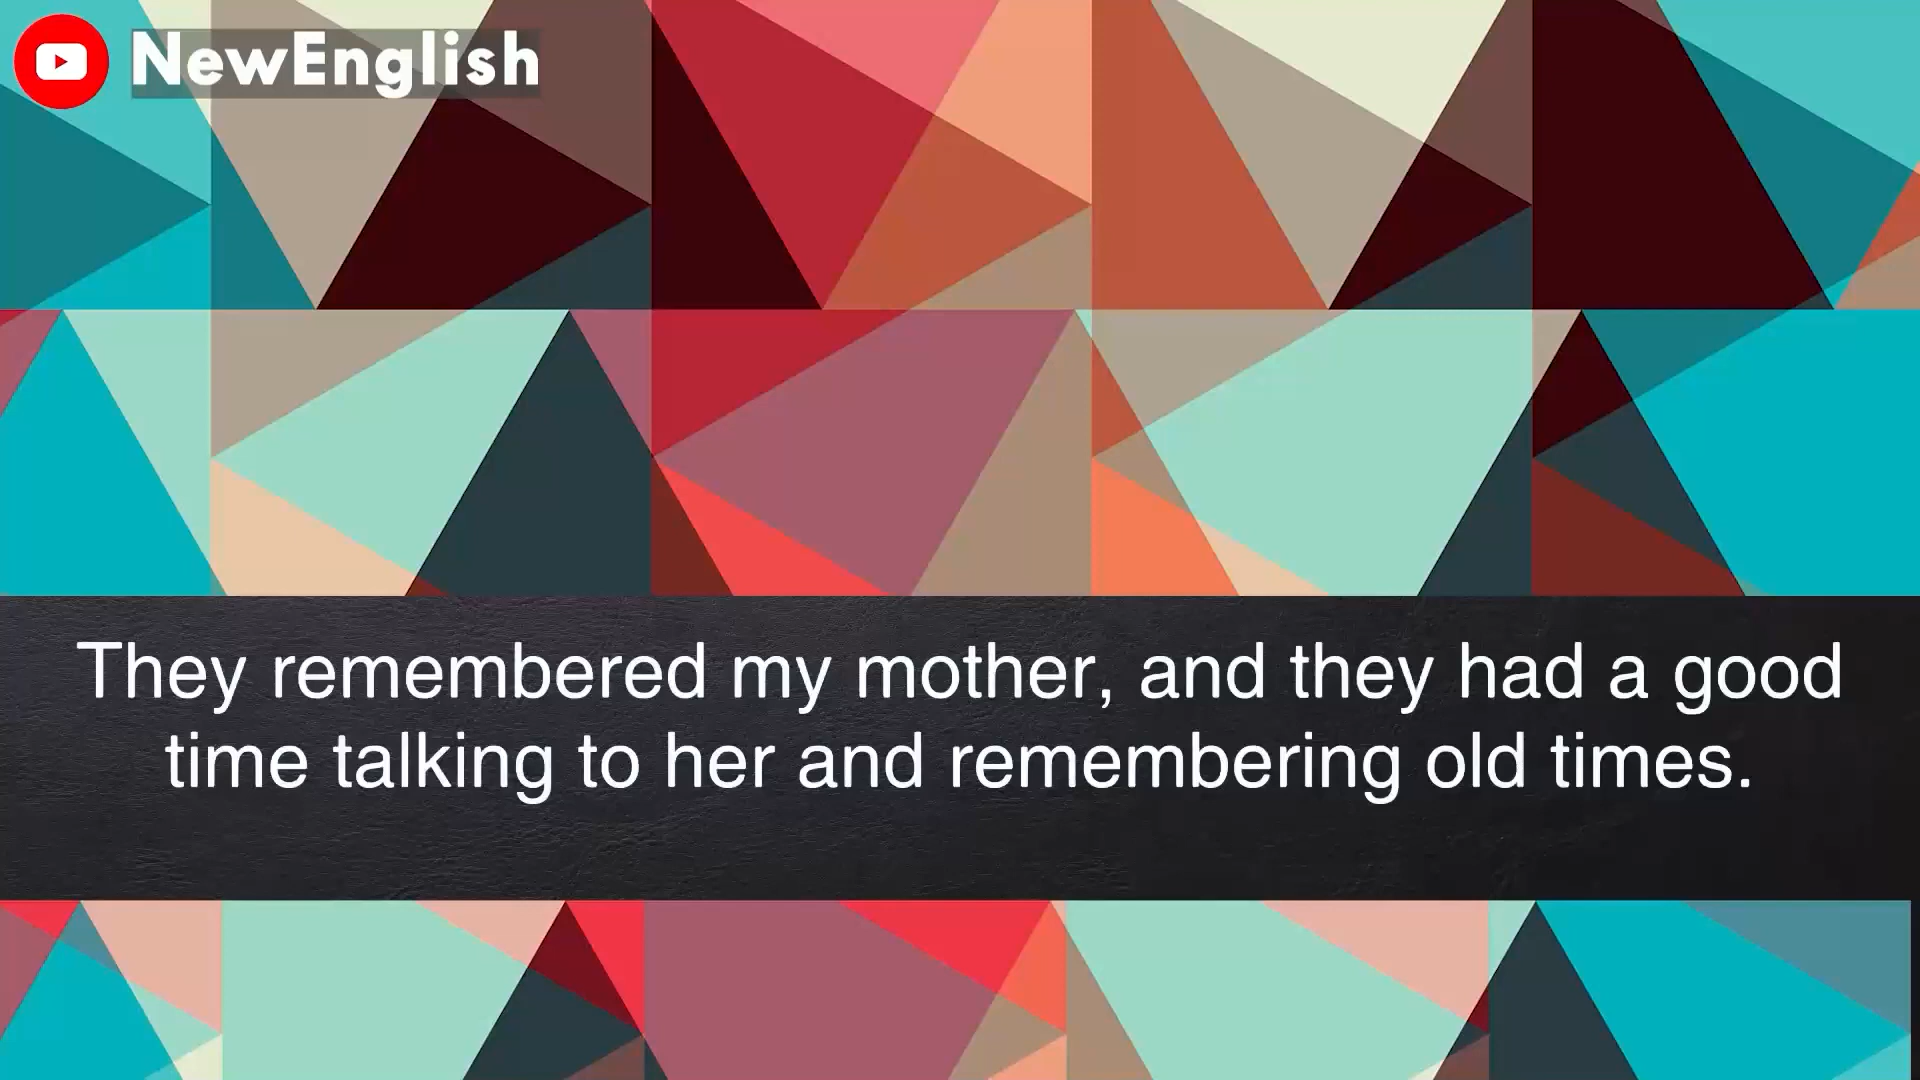 NewEnglish
They remembered my mother, and they had a good
time talking to her and remembering old times.